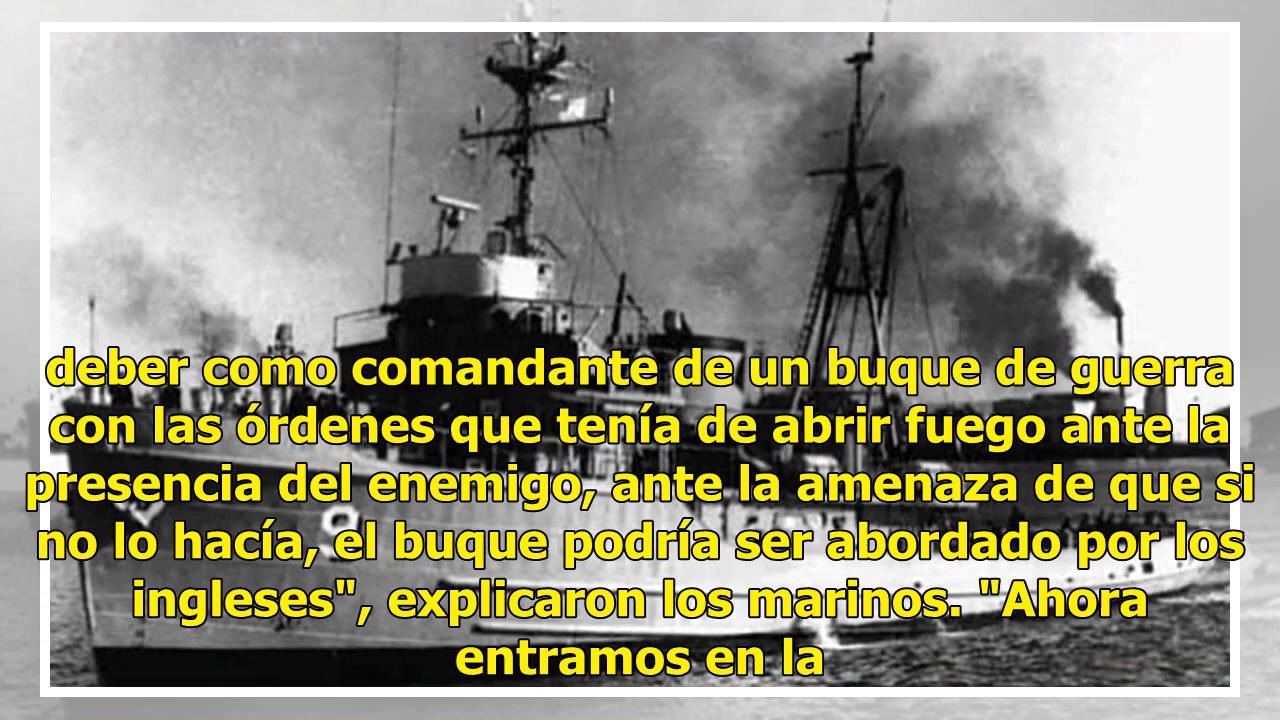 deber como comandante de un buque de guerra
con las órdenes que tenía de abrir fuego ante la
presencia del enemigo, ante la amenaza de que si
no lo hacía, el buque podría ser abordado por los
ingleses", explicaron los marinos. "Ahora
entramos en la